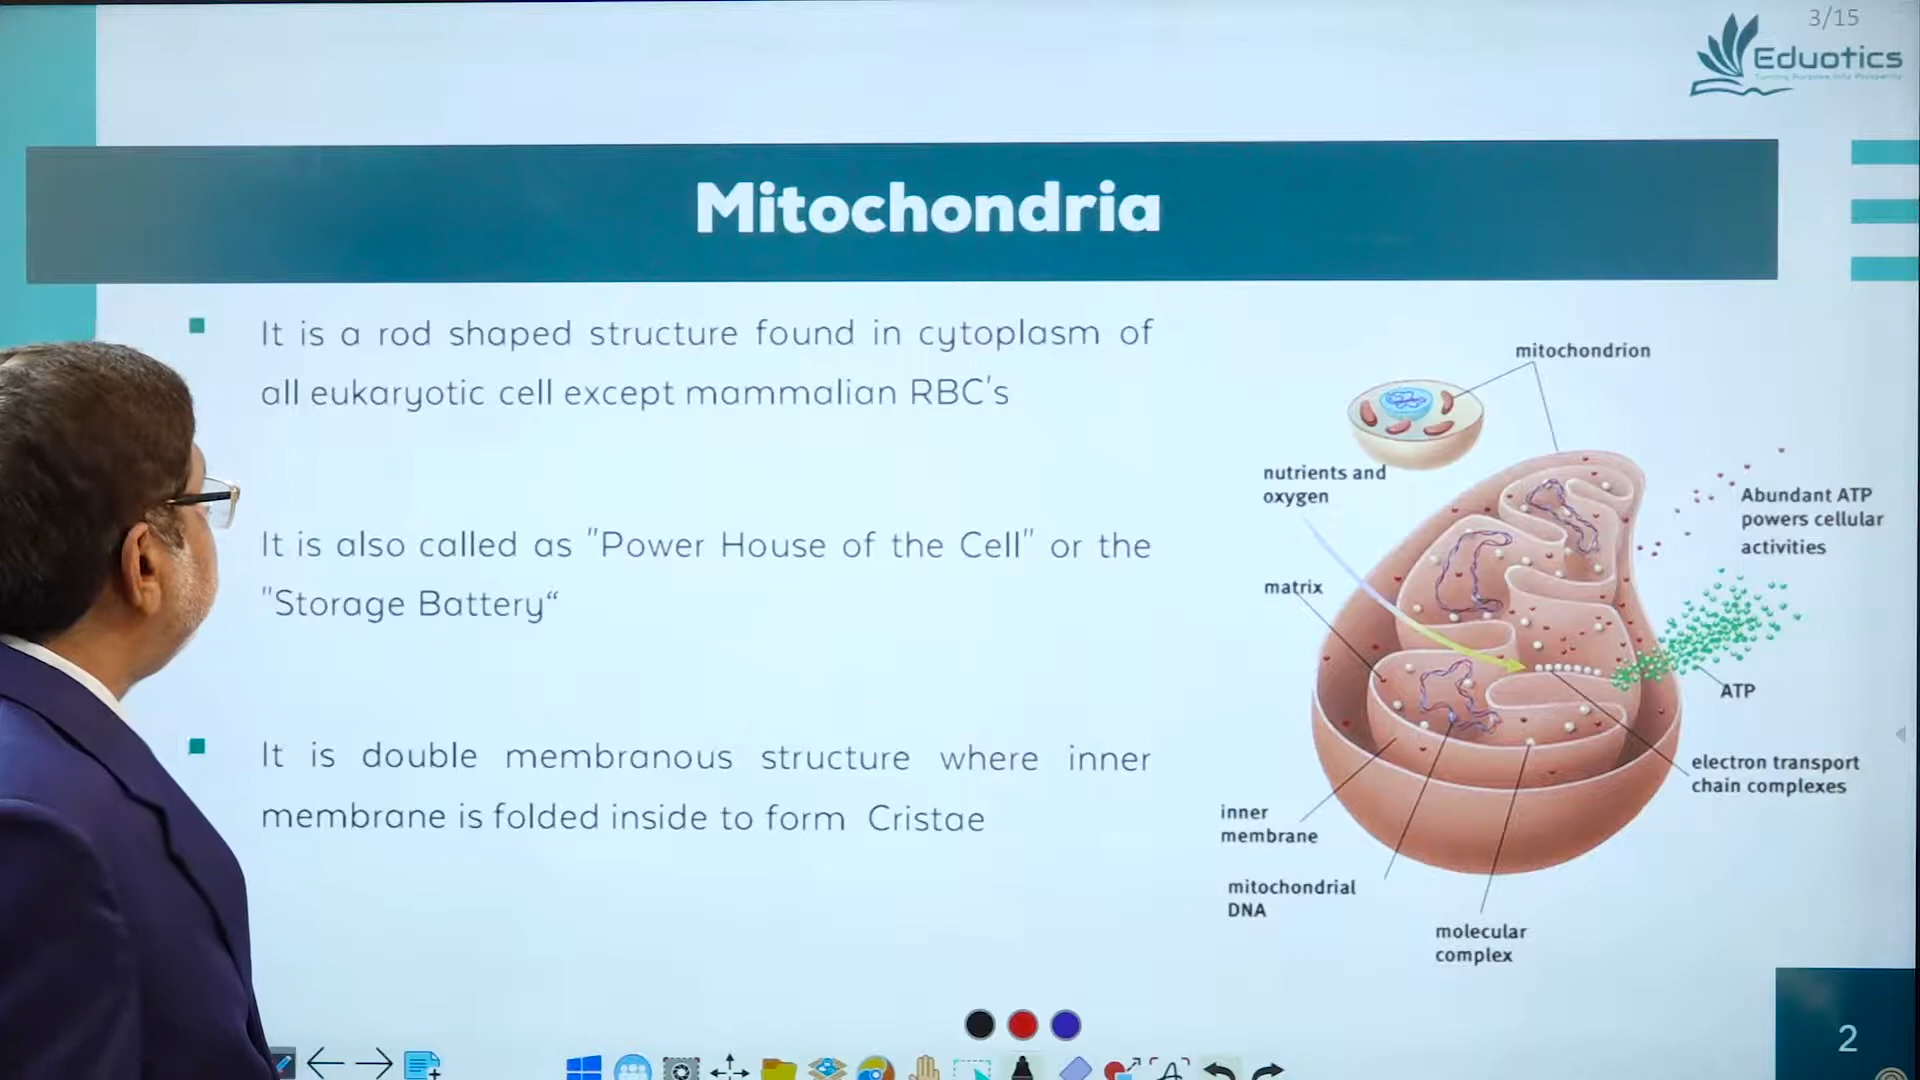 3/15
Eduotics
Mitochondria
It is a rod shaped structure found in cytoplasm of
all eukaryotic cell except mammalian RBC's
It is also called as "Power House of the Cell" or the
"Storage Battery“
It is double membranous structure where inner
membrane is folded inside to form Cristae
mitochondrion
nutrients and
oxygen
Abundant ATP
powers cellular
activities
matrix
ATP
electron transport
chain complexes
inner
membrane
mitochondrial
DNA
molecular
complex
2